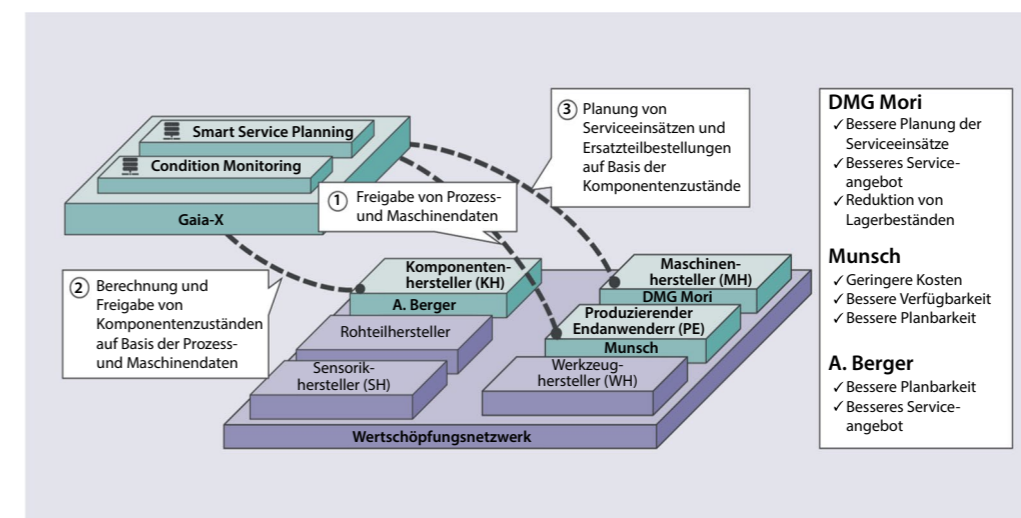 Smart Service Planning
Condition Monitoring
Gaia-X
① Freigabe von Prozess-
und Maschinendaten
② Berechnung und
Freigabe von
Komponentenzuständen
auf Basis der Prozess-
und Maschinendaten
③ Planung von
Serviceeinsätzen und
Ersatzteilbestellungen
auf Basis der
Komponentenzustände
Komponenten-
hersteller (KH)
A. Berger
Rohteilhersteller
Sensorik-
hersteller (SH)
Maschinen-
hersteller (MH)
DMG Mori
Produzierender
Endanwenderr (PE)
Munsch
Werkzeug-
hersteller (WH)
Wertschöpfungsnetzwerk
DMG Mori
✓ Bessere Planung der
Serviceeinsätze
✓ Besseres Service-
angebot
✓ Reduktion von
Lagerbeständen
Munsch
✓ Geringere Kosten
✓ Bessere Verfügbarkeit
✓ Bessere Planbarkeit
A. Berger
✓ Bessere Planbarkeit
✓ Besseres Service-
angebot